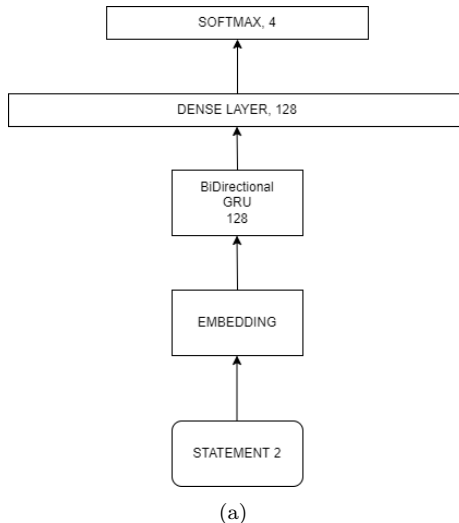 SOFTMAX, 4
DENSE LAYER, 128
BiDirectional
GRU
128
EMBEDDING
STATEMENT 2
(a)